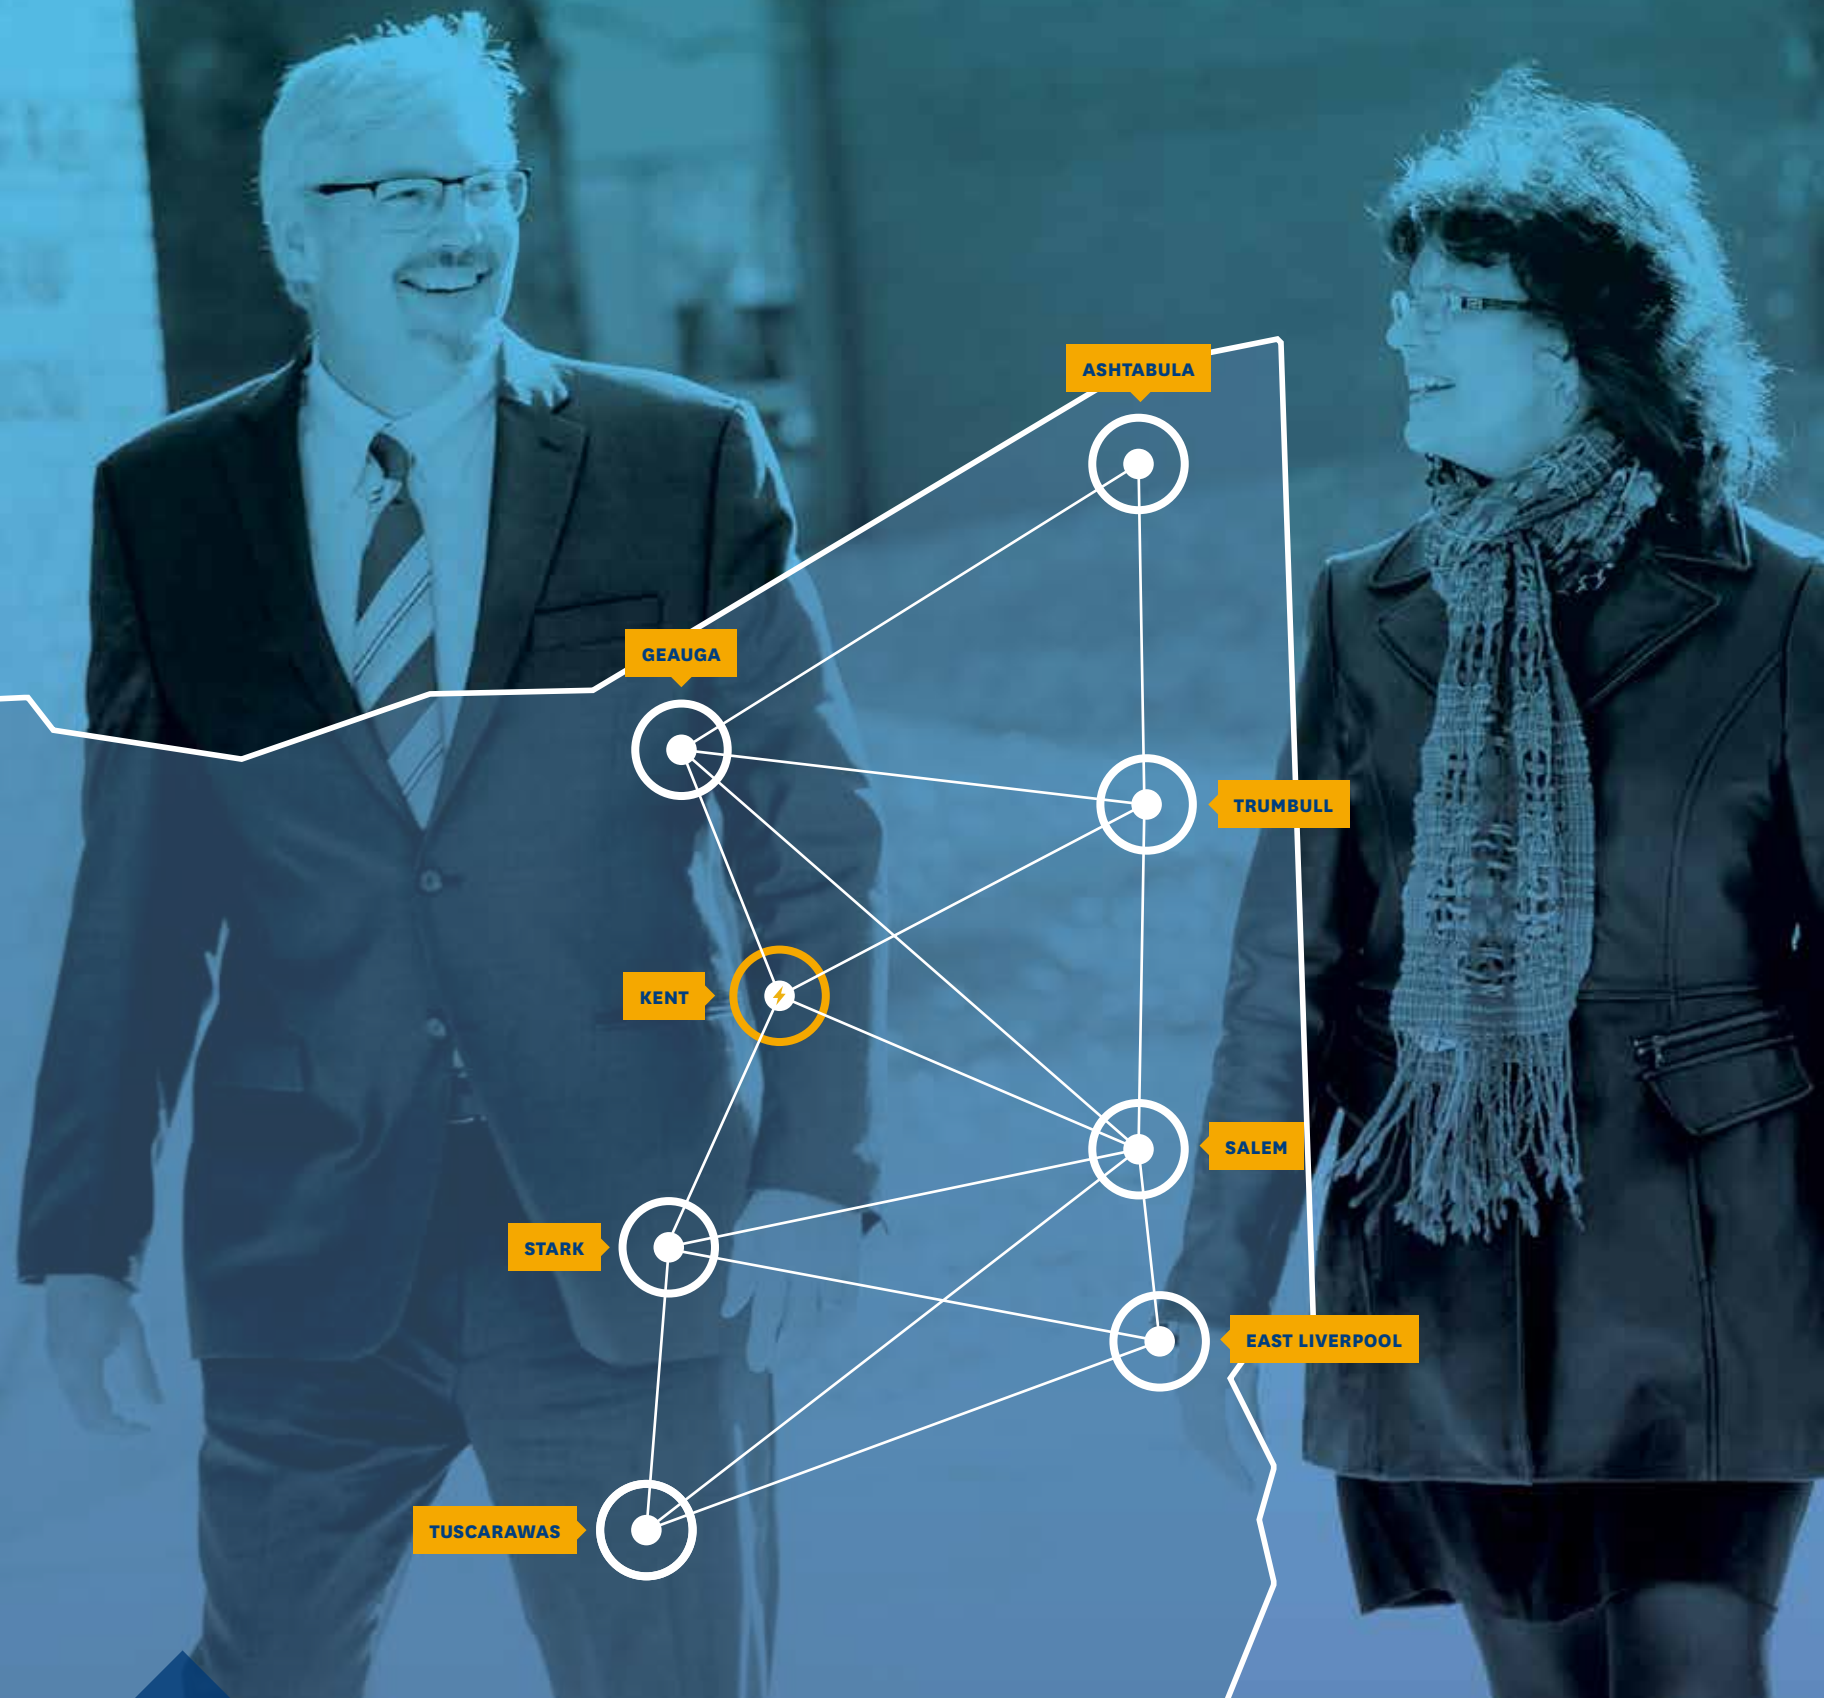 ASHTABULA
GEAUGA
TRUMBULL
KENT
SALEM
STARK
EAST LIVERPOOL
TUSCARAWAS